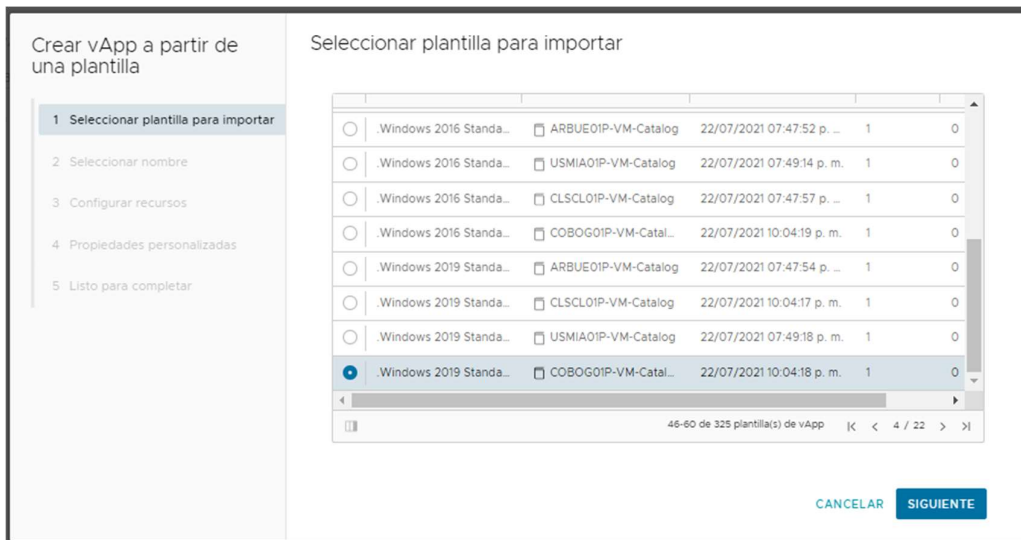 Crear vApp a partir de
una plantilla
1 Seleccionar plantilla para importar
2 Seleccionar nombre
3 Configurar recursos
4 Propiedades personalizadas
5 Listo para completar
Seleccionar plantilla para importar
.Windows 2016 Standa... ARBUE01P-VM-Catalog 22/07/2021 07:47:52 p. ... 1 0
.Windows 2016 Standa... USMIA01P-VM-Catalog 22/07/2021 07:49:14 p. m. 1 0
.Windows 2016 Standa... CLSCL01P-VM-Catalog 22/07/2021 07:47:57 p. ... 1 0
.Windows 2016 Standa... COBOG01P-VM-Catal... 22/07/2021 10:04:19 p. m. 1 0
.Windows 2019 Standa... ARBUE01P-VM-Catalog 22/07/2021 07:47:54 p. ... 1 0
.Windows 2019 Standa... CLSCL01P-VM-Catalog 22/07/2021 10:04:17 p. m. 1 0
.Windows 2019 Standa... USMIA01P-VM-Catalog 22/07/2021 07:49:18 p. m. 1 0
.Windows 2019 Standa... COBOG01P-VM-Catal... 22/07/2021 10:04:18 p. m. 1 0
46-60 de 325 plantilla(s) de vApp 4 / 22
CANCELAR SIGUIENTE